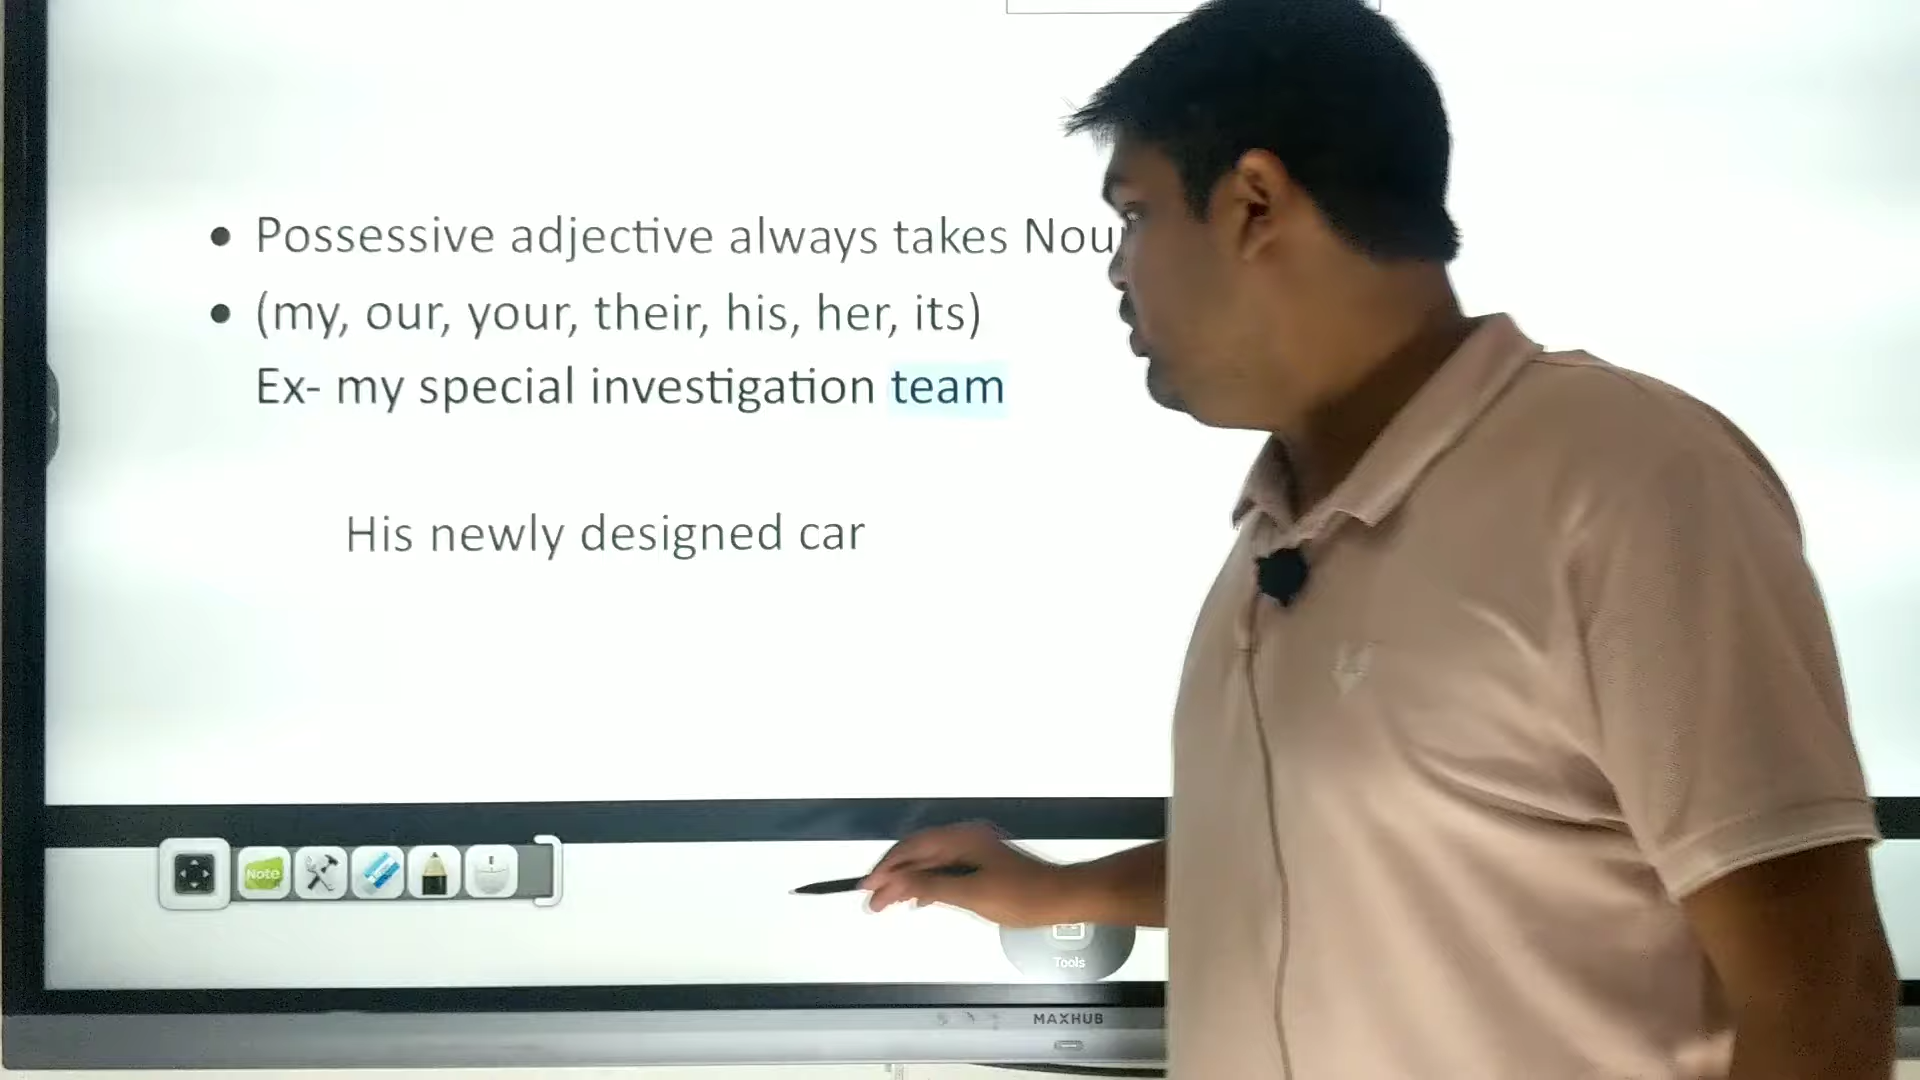 • Possessive adjective always takes
• (my, our, your, their, his, her, its)
Ex- my special investigation team
His newly designed car
Note
Tools
MAXHUB